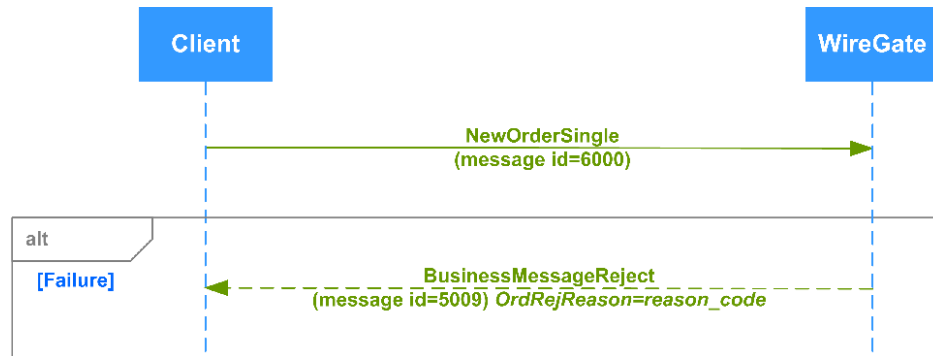 Client
WireGate
NewOrderSingle
(message id=6000)
alt
[Failure]
BusinessMessageReject
(message id=5009) OrdRejReason=reason_code